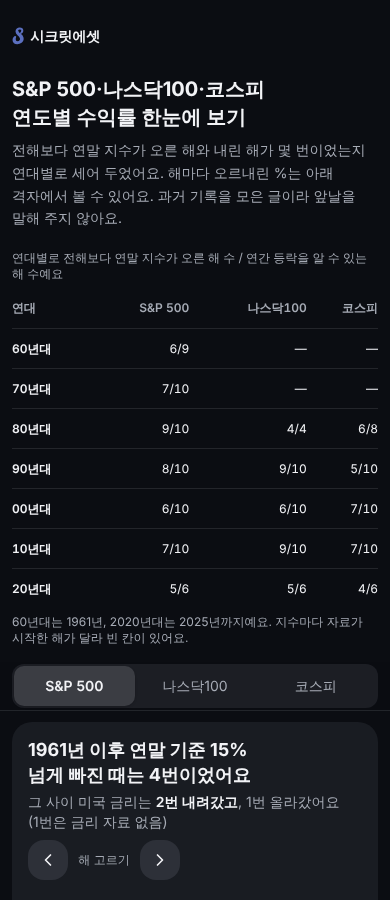 시크릿에셋
S&P 500·나스닥100·코스피
연도별 수익률 한눈에 보기
전해보다 연말 지수가 오른 해와 내린 해가 몇 번이었는지
연대별로 세어 두었어요. 해마다 오르내린 %는 아래
격자에서 볼 수 있어요. 과거 기록을 모은 글이라 앞날을
말해 주지 않아요.
연대별로 전해보다 연말 지수가 오른 해 수 / 연간 등락을 알 수 있는
해 수예요
연대 S&P 500 나스닥100 코스피
60년대 6/9 — —
70년대 7/10 — —
80년대 9/10 4/4 6/8
90년대 8/10 9/10 5/10
00년대 6/10 6/10 7/10
10년대 7/10 9/10 7/10
20년대 5/6 5/6 4/6
60년대는 1961년, 2020년대는 2025년까지예요. 지수마다 자료가
시작한 해가 달라 빈 칸이 있어요.
S&P 500 나스닥100 코스피
1961년 이후 연말 기준 15%
넘게 빠진 때는 4번이었어요
그 사이 미국 금리는 2번 내려갔고, 1번 올라갔어요
(1번은 금리 자료 없음)
해 고르기